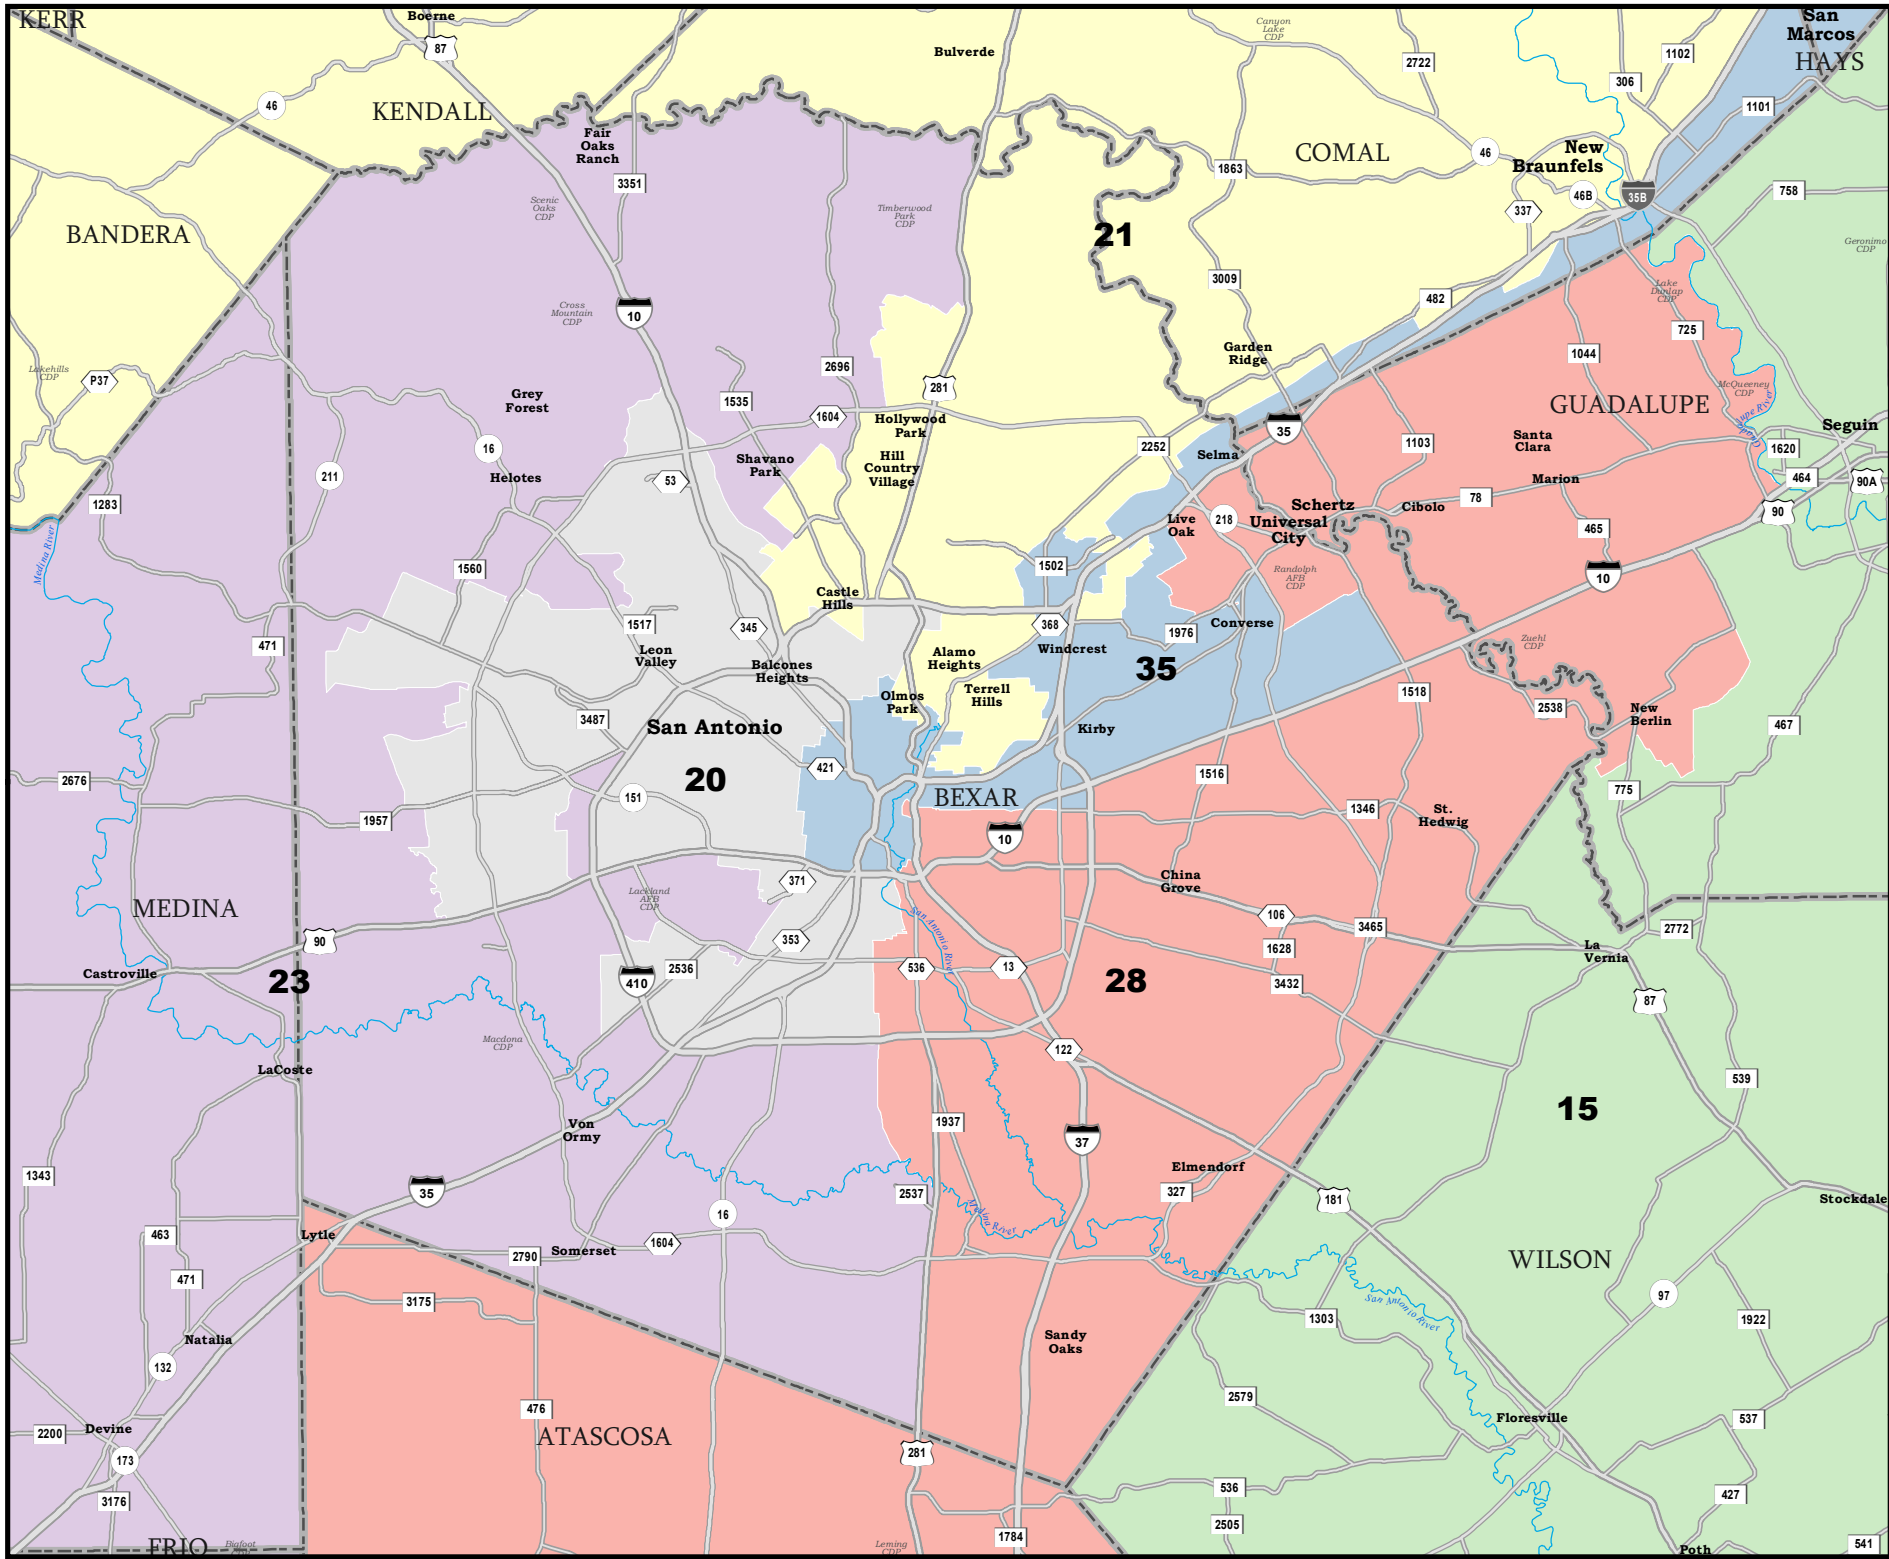 KERR
Boerne
87
Bulverde
Canyon
Lake
CDP
2722
1102
306
San
Marcos
HAYS
46
KENDALL
Fair
Oaks
Ranch
3351
1101
46
COMAL
New
Braunfels
1863
46B
35B
758
337
Scenic
Oaks
CDP
Timberwood
Park
CDP
BANDERA
21
Geronimo
CDP
3009
482
Lake
Dunlap
CDP
725
Cross
Mountain
CDP
10
1044
Garden
Ridge
Lakehills
CDP
P37
2696
281
McQueeney
CDP
Grey
Forest
1535
1604
Hollywood
Park
GUADALUPE
Seguin
35
1103
Santa
Clara
1620
2252
Selma
16
211
Helotes
53
Shavano
Park
Hill
Country
Village
Marion
464
90A
1283
78
Cibolo
Schertz
Universal
City
218
Live
Oak
90
465
Medina River
1560
1502
Randolph
AFB
CDP
10
Castle
Hills
1517
345
368
1976
Converse
471
Leon
Valley
Balcones
Heights
Alamo
Heights
Windcrest
35
Zuehl
CDP
Olmos
Park
Terrell
Hills
1518
2538
New
Berlin
3487
San Antonio
Kirby
467
20
421
1516
2676
151
BEXAR
775
1957
10
1346
St.
Hedwig
371
China
Grove
Lackland
AFB
CDP
MEDINA
106
3465
90
353
San Antonio River
1628
2772
La
Vernia
Castroville
23
2536
410
536
13
28
3432
87
Macdona
CDP
122
LaCoste
539
15
Von
Ormy
1937
37
1343
Elmendorf
35
2537
327
181
Stockdale
16
Medina River
463
Lytle
2790
Somerset
1604
WILSON
471
97
3175
San Antonio River
1303
1922
Natalia
Sandy
Oaks
132
2579
476
Devine
2200
ATASCOSA
Floresville
537
173
281
3176
536
427
2505
FRIO
Bigfoot
Leming
CDP
1784
Poth
541